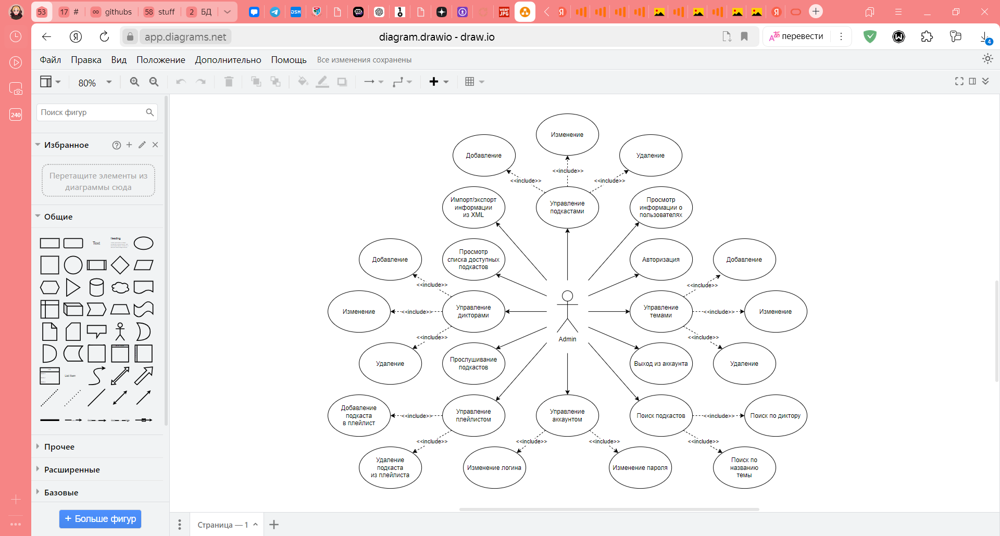 53
17 #
githubs
58 stuff
2 БД
DSM
WEBP JPG
Я
Я
Я
app.diagrams.net
diagram.drawio - draw.io
перевести
4
Файл
Правка
Вид
Положение
Дополнительно
Помощь
Все изменения сохранены
80%
240
Поиск фигур
Избранное
Перетащите элементы из
диаграммы сюда
Общие
Text
Heading
List Item
Прочее
Расширенные
Базовые
+ Больше фигур
Изменение
Добавление
Удаление
<<include>>
<<include>>
<<include>>
Импорт/экспорт
информации
из XML
Управление
подкастами
Просмотр
информации о
пользователях
Добавление
Просмотр
списка доступных
подкастов
Авторизация
Добавление
<<include>>
<<include>>
Изменение
<<include>>
Управление
дикторами
Управление
темами
<<include>>
Изменение
<<include>>
Admin
<<include>>
Удаление
Прослушивание
подкастов
Выход из аккаунта
Удаление
Добавление
подкаста
в плейлист
<<include>>
Управление
плейлистом
Управление
аккаунтом
Поиск подкастов
<<include>>
Поиск по диктору
<<include>>
<<include>>
<<include>>
<<include>>
Удаление
подкаста
из плейлиста
Изменение логина
Изменение пароля
Поиск по
названию
темы
Страница — 1